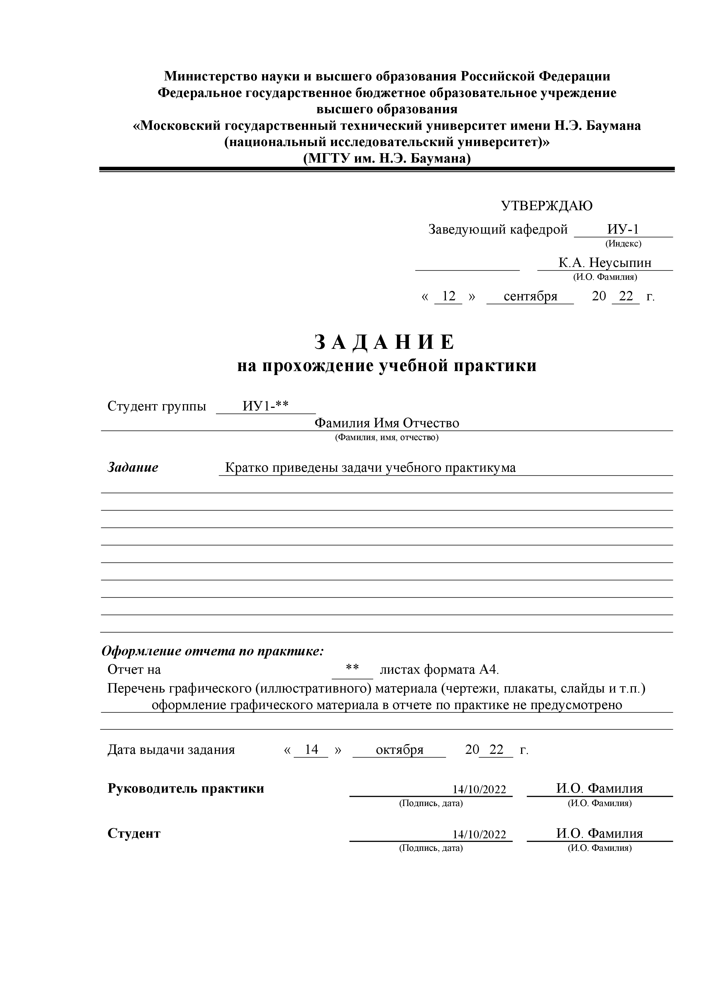 Министерство науки и высшего образования Российской Федерации
Федеральное государственное бюджетное образовательное учреждение
высшего образования
«Московский государственный технический университет имени Н.Э. Баумана
(национальный исследовательский университет)»
(МГТУ им. Н.Э. Баумана)
УТВЕРЖДАЮ
Заведующий кафедрой ИУ-1
(Индекс)
К.А. Неусыпин
(И.О. Фамилия)
« 12 » сентября 20 22 г.
З А Д А Н И Е
на прохождение учебной практики
Студент группы ИУ1-**
Фамилия Имя Отчество
(Фамилия, имя, отчество)
Задание Кратко приведены задачи учебного практикума
Оформление отчета по практике:
Отчет на ** листах формата А4.
Перечень графического (иллюстративного) материала (чертежи, плакаты, слайды и т.п.)
оформление графического материала в отчете по практике не предусмотрено
Дата выдачи задания « 14 » октября 20 22 г.
Руководитель практики 14/10/2022 И.О. Фамилия
(Подпись, дата) (И.О. Фамилия)
Студент 14/10/2022 И.О. Фамилия
(Подпись, дата) (И.О. Фамилия)